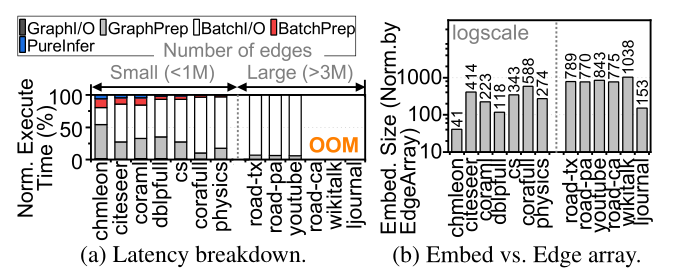 GraphI/O GraphPrep BatchI/O BatchPrep
PureInfer
Number of edges
Small (<1M) Large (>3M)
Norm. Execute
Time (%)
100
50
0
OOM
chmleon
citeseer
coraml
dblpfull
cs
corafull
physics
road-tx
road-pa
youtube
road-ca
wikitalk
ljournal
(a) Latency breakdown.
Embed. Size (Norm.by
EdgeArray)
logscale
1000
100
10
41
414
223
118
343
588
274
789
770
843
775
1038
153
chmleon
citeseer
coraml
dblpfull
cs
corafull
physics
road-tx
road-pa
youtube
road-ca
wikitalk
ljournal
(b) Embed vs. Edge array.